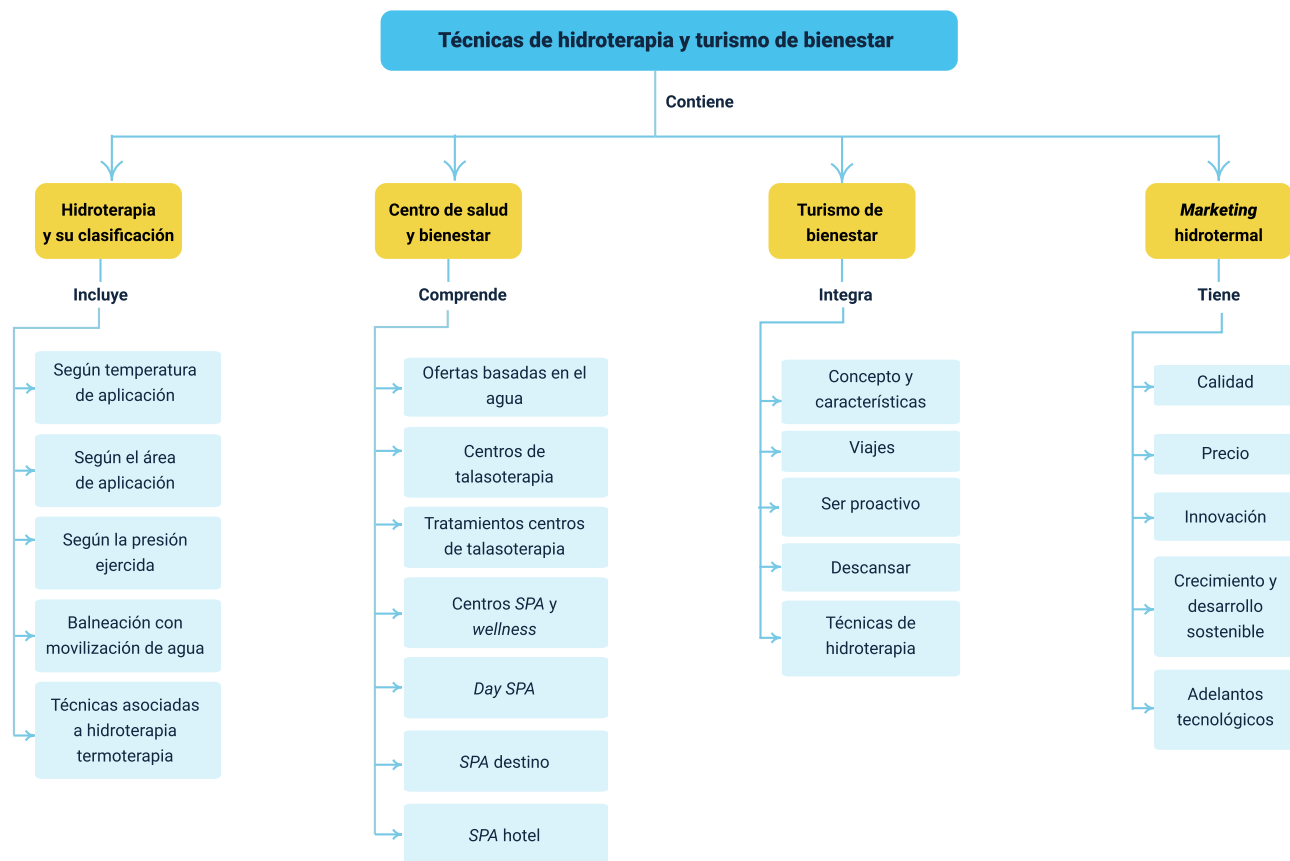 Técnicas de hidroterapia y turismo de bienestar
Contiene
Hidroterapia
y su clasificación
Incluye
Según temperatura
de aplicación
Según el área
de aplicación
Según la presión
ejercida
Balneación con
movilización de agua
Técnicas asociadas
a hidroterapia
termoterapia
Centro de salud
y bienestar
Comprende
Ofertas basadas en el
agua
Centros de
talasoterapia
Tratamientos centros
de talasoterapia
Centros SPA y
wellness
Day SPA
SPA destino
SPA hotel
Turismo de
bienestar
Integra
Concepto y
característícas
Viajes
Ser proactivo
Descansar
Técnicas de
hidroterapia
Marketing
hidrotermal
Tiene
Calidad
Precio
Innovación
Crecimiento y
desarrollo
sostenible
Adelantos
tecnológicos